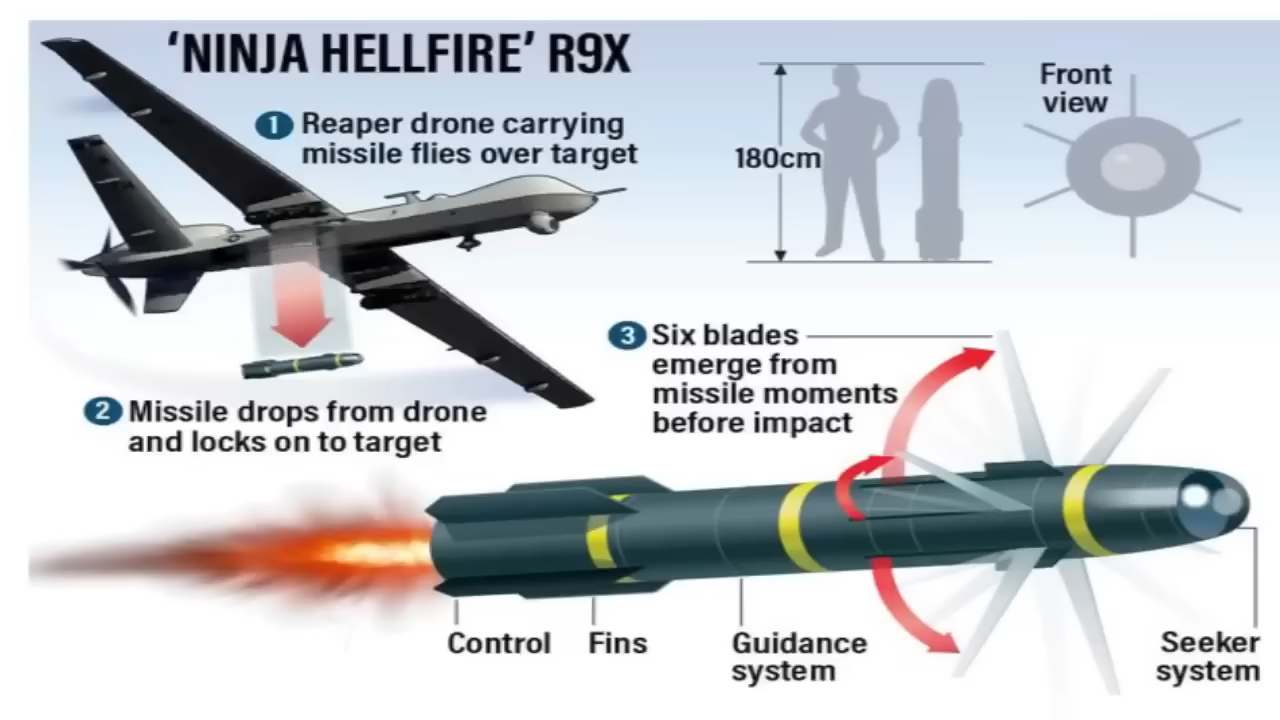 'NINJA HELLFIRE' R9X
1 Reaper drone carrying
missile flies over target
2 Missile drops from drone
and locks on to target
180cm
Front
view
3 Six blades
emerge from
missile moments
before impact
Control
Fins
Guidance
system
Seeker
system